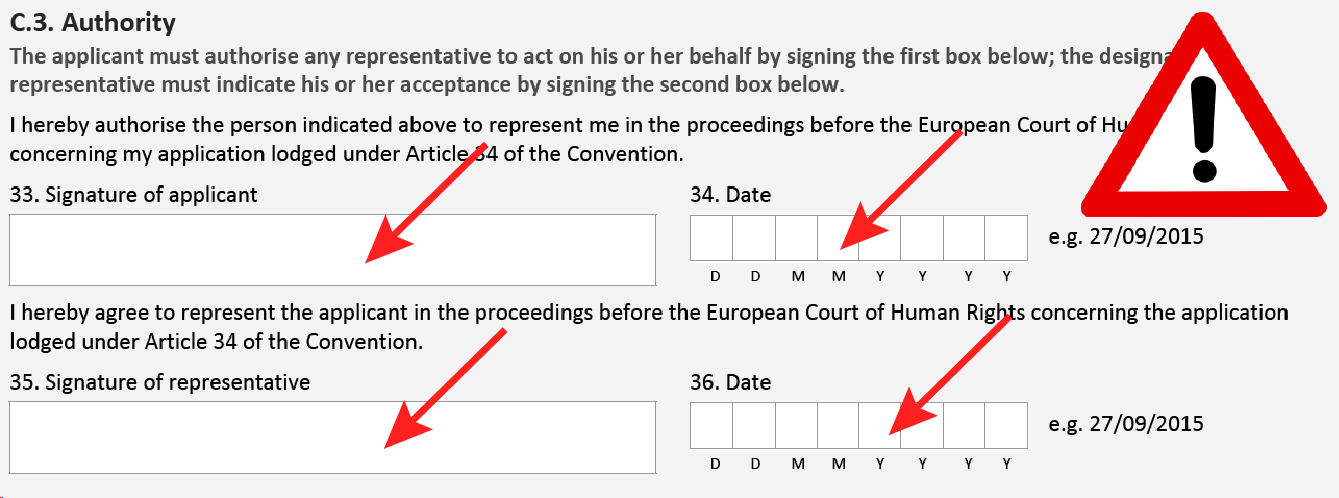 C.3. Authority
The applicant must authorise any representative to act on his or her behalf by signing the first box below; the
representative must indicate his or her acceptance by signing the second box below.
I hereby authorise the person indicated above to represent me in the proceedings before the European Court of
concerning my application lodged under Article 34 of the Convention.
33. Signature of applicant
34. Date
e.g. 27/09/2015
D D M M Y Y Y Y
I hereby agree to represent the applicant in the proceedings before the European Court of Human Rights concerning the application
lodged under Article 34 of the Convention.
35. Signature of representative
36. Date
e.g. 27/09/2015
D D M M Y Y Y Y